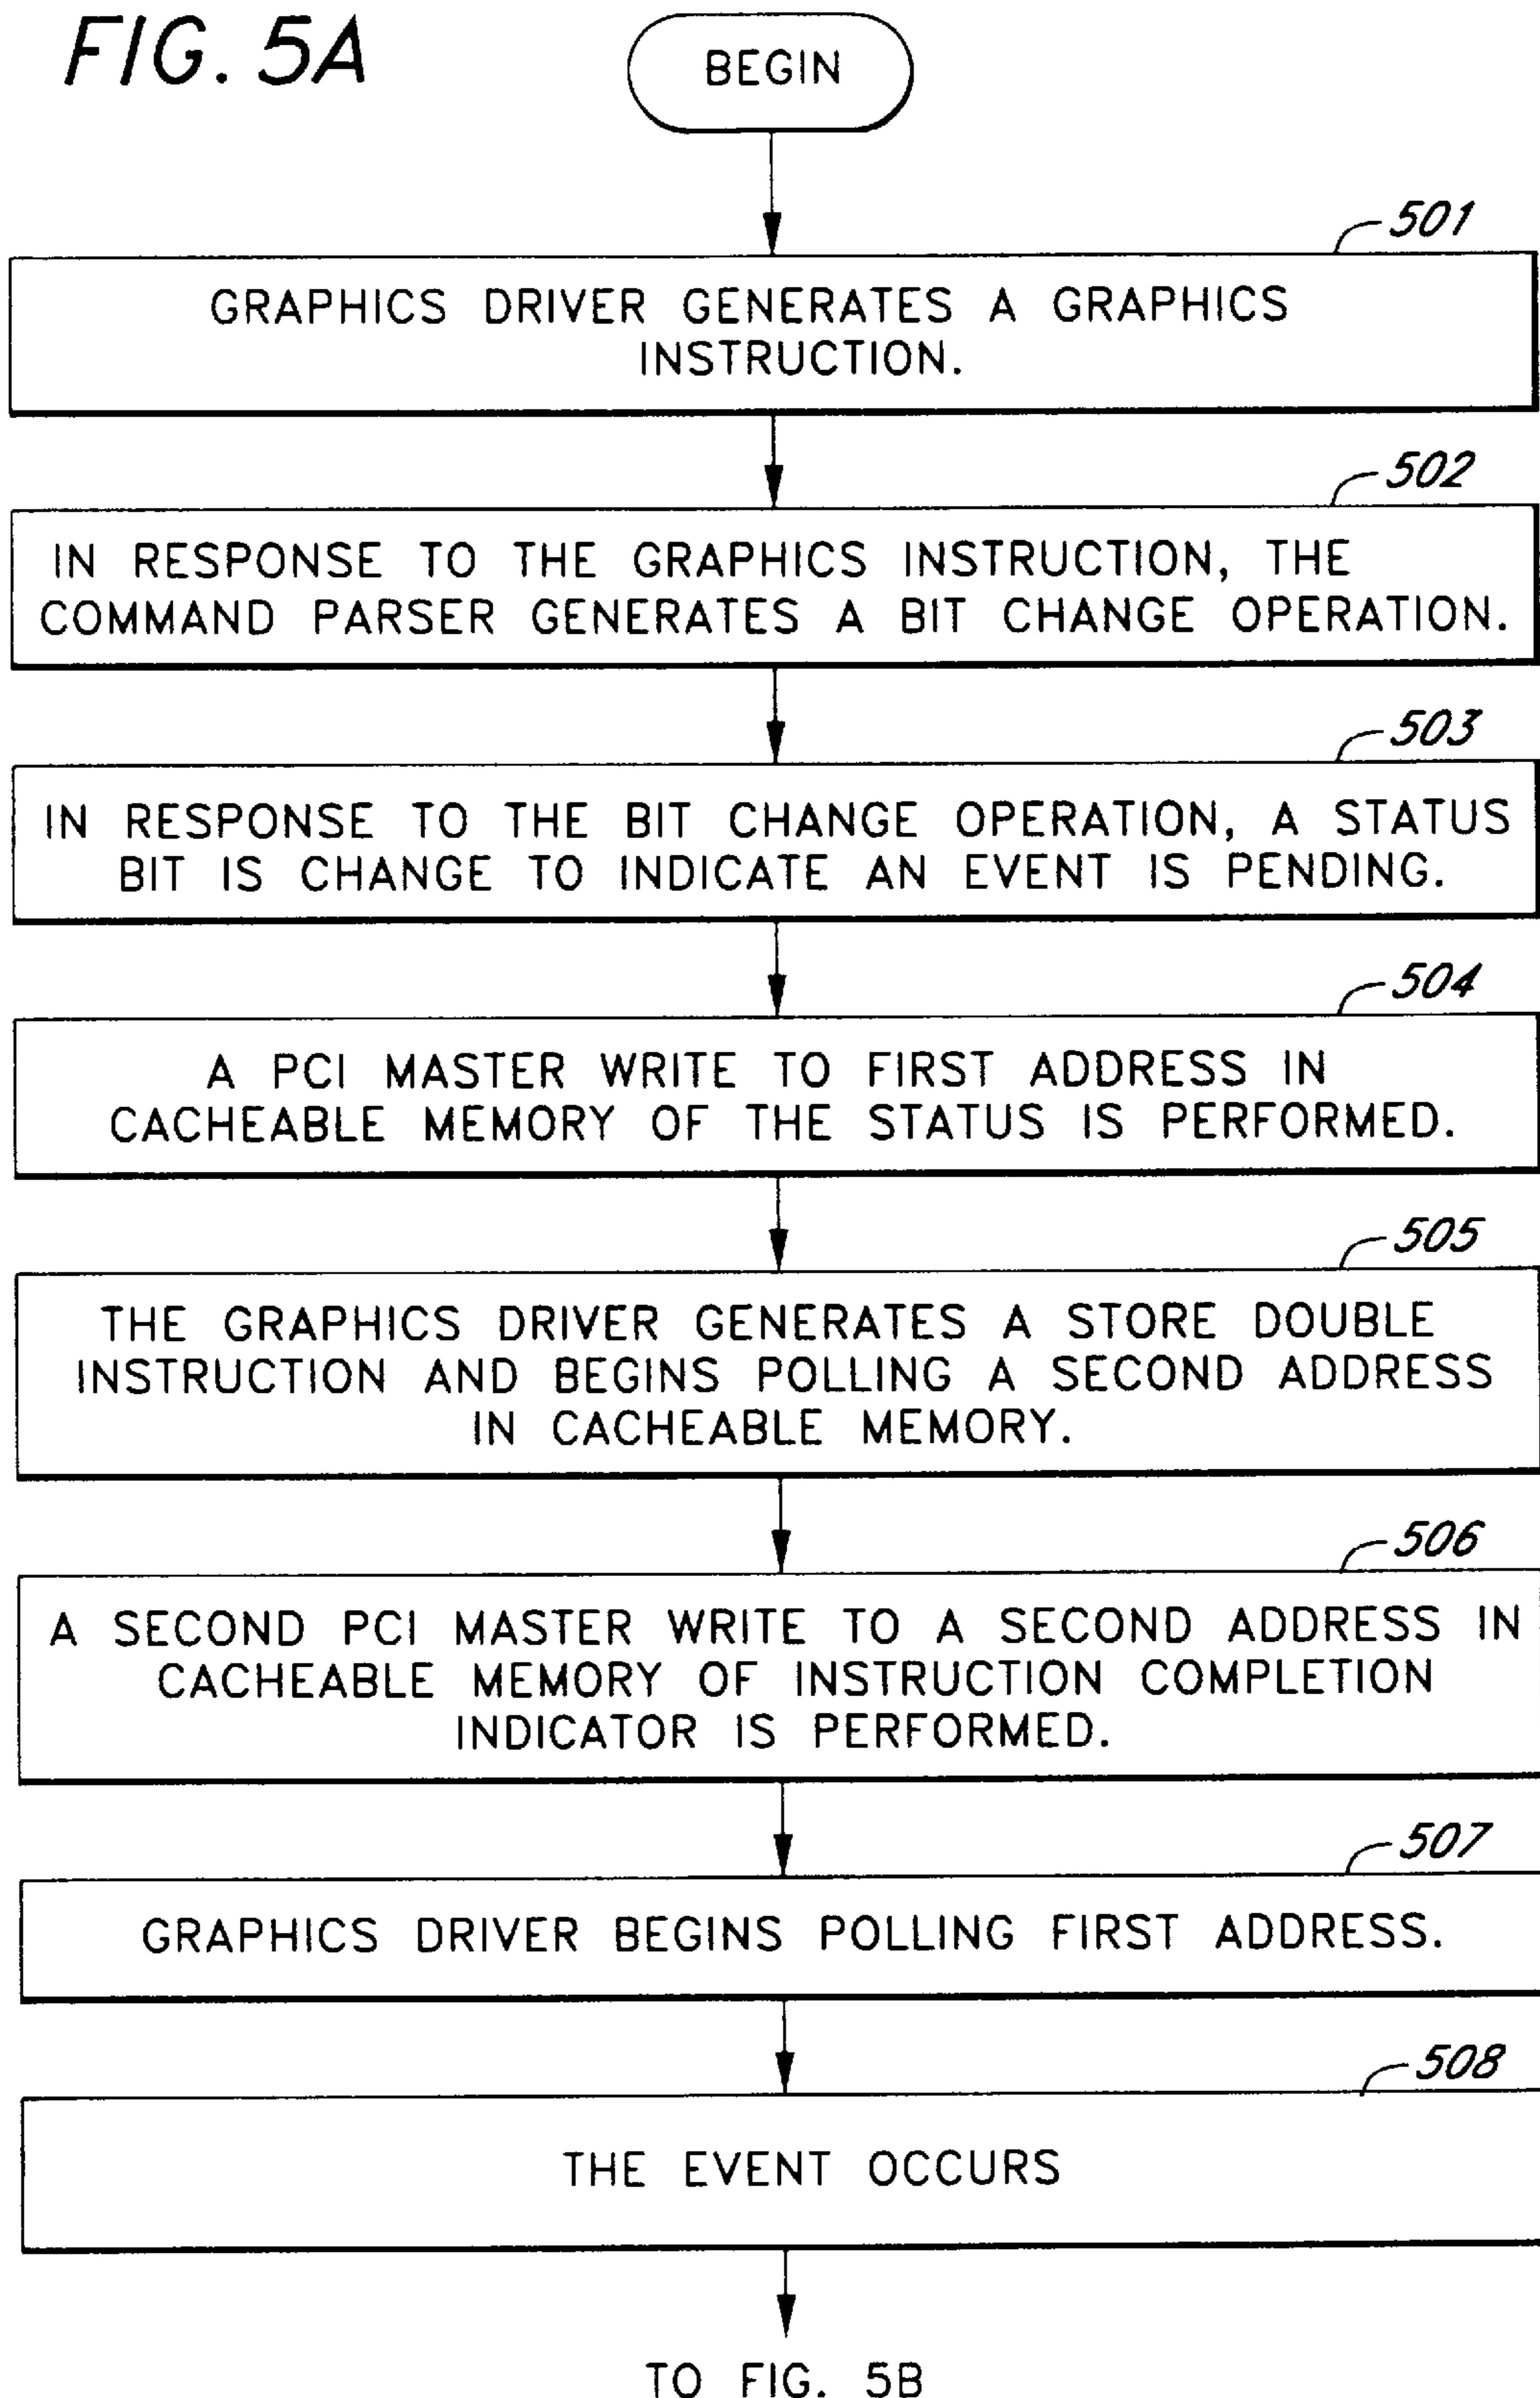 FIG. 5A
BEGIN
501
GRAPHICS DRIVER GENERATES A GRAPHICS
INSTRUCTION.
502
IN RESPONSE TO THE GRAPHICS INSTRUCTION, THE
COMMAND PARSER GENERATES A BIT CHANGE OPERATION.
503
IN RESPONSE TO THE BIT CHANGE OPERATION, A STATUS
BIT IS CHANGE TO INDICATE AN EVENT IS PENDING.
504
A PCI MASTER WRITE TO FIRST ADDRESS IN
CACHEABLE MEMORY OF THE STATUS IS PERFORMED.
505
THE GRAPHICS DRIVER GENERATES A STORE DOUBLE
INSTRUCTION AND BEGINS POLLING A SECOND ADDRESS
IN CACHEABLE MEMORY.
506
A SECOND PCI MASTER WRITE TO A SECOND ADDRESS IN
CACHEABLE MEMORY OF INSTRUCTION COMPLETION
INDICATOR IS PERFORMED.
507
GRAPHICS DRIVER BEGINS POLLING FIRST ADDRESS.
508
THE EVENT OCCURS
TO FIG. 5B